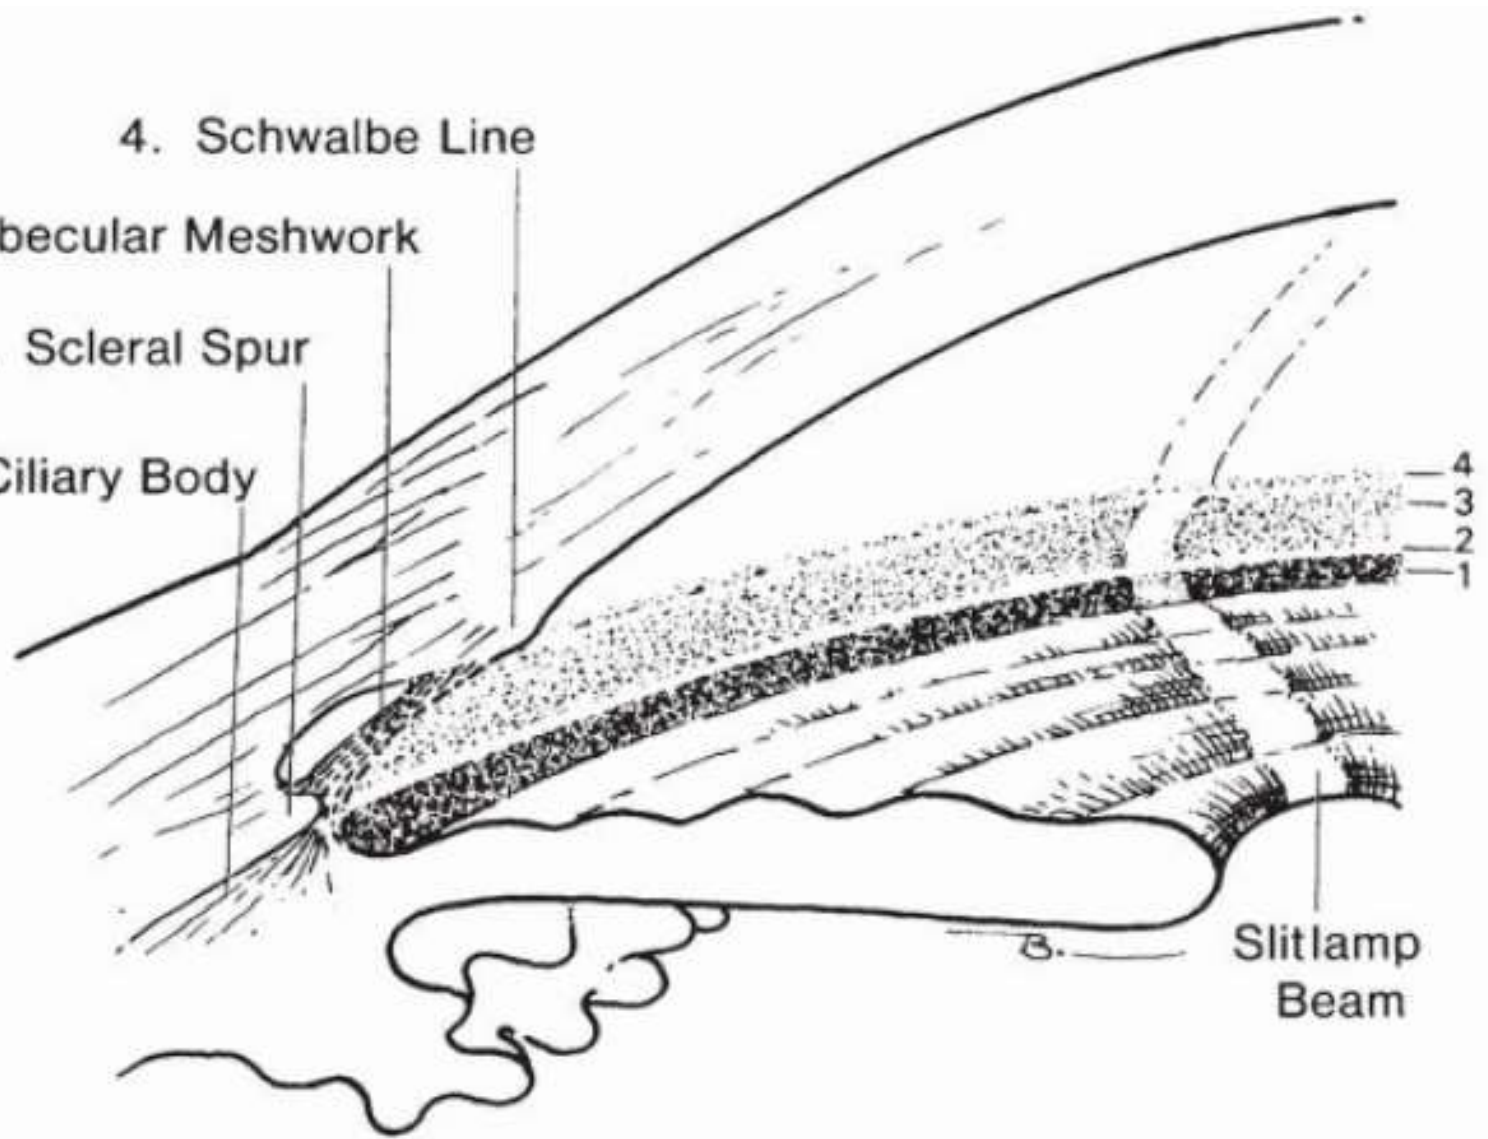 4. Schwalbe Line
becular Meshwork
Scleral Spur
Ciliary Body
4
3
2
1
B.
Slitlamp
Beam